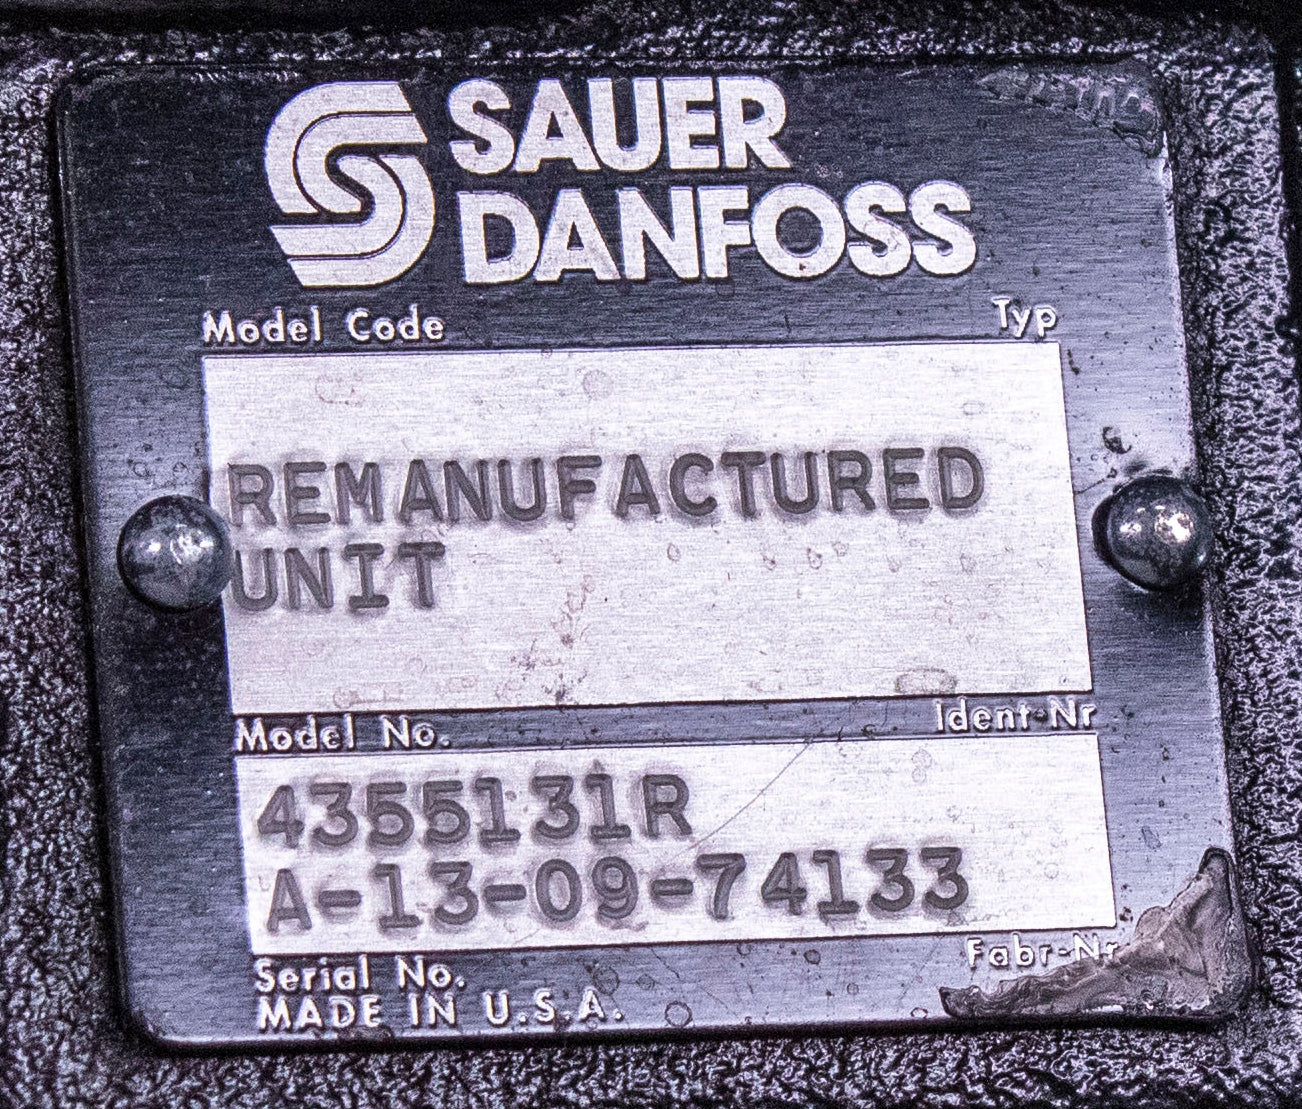 SAUER
DANFOSS
Model Code Typ
REMANUFACTURED
UNIT
Model No. Ident-Nr
4355131R
A-13-09-74133
Serial No. Fabr-Nr
MADE IN U.S.A.